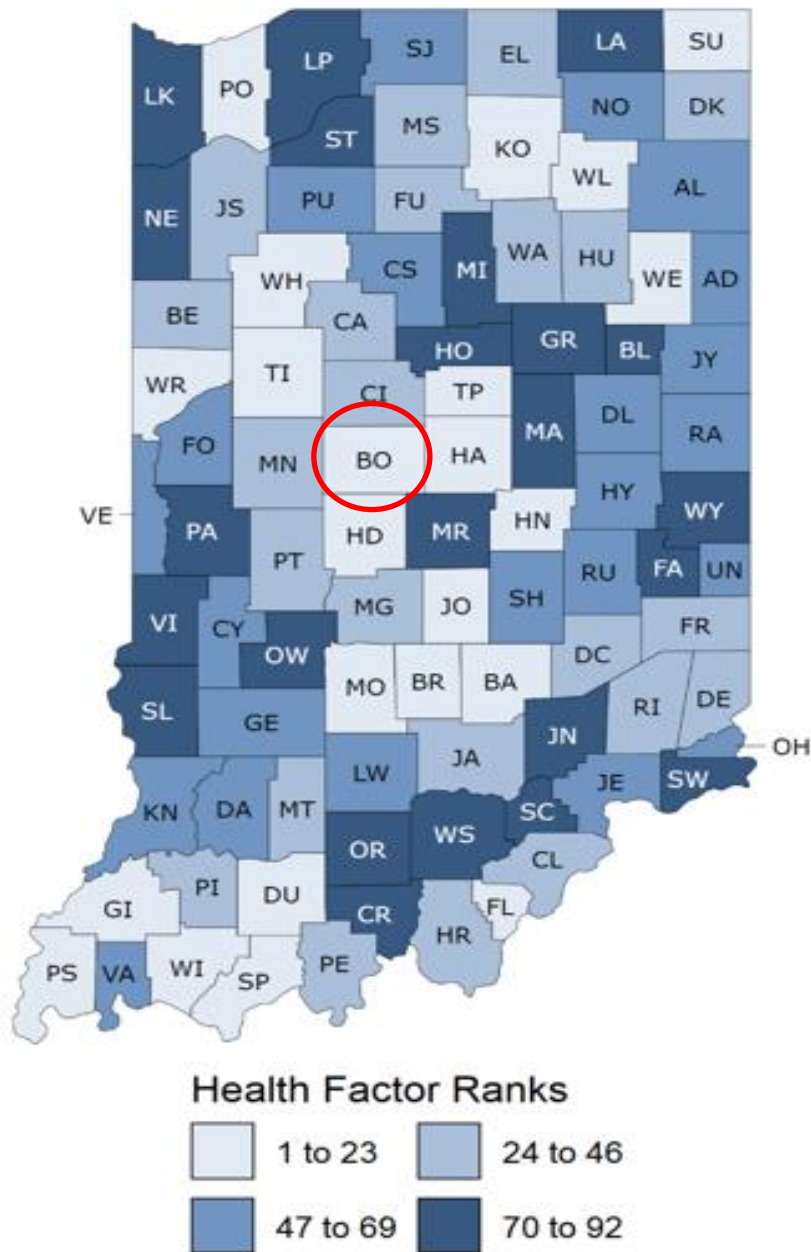 LK PO LP SJ EL LA SU
ST MS KO NO DK
NE JS PU FU WL AL
WH CS MI WA HU WE AD
BE CA HO GR BL JY
WR TI CI TP MA DL RA
FO MN BO HA HY WY
VE PA HD MR HN
PT MG JO SH RU FA UN
VI CY OW FR
SL MO BR BA DC RI DE
GE LW JA JN OH
KN DA MT JE SW
OR WS SC CL
GI PI DU CR FL
PS VA WI SP PE HR
Health Factor Ranks
1 to 23 24 to 46
47 to 69 70 to 92